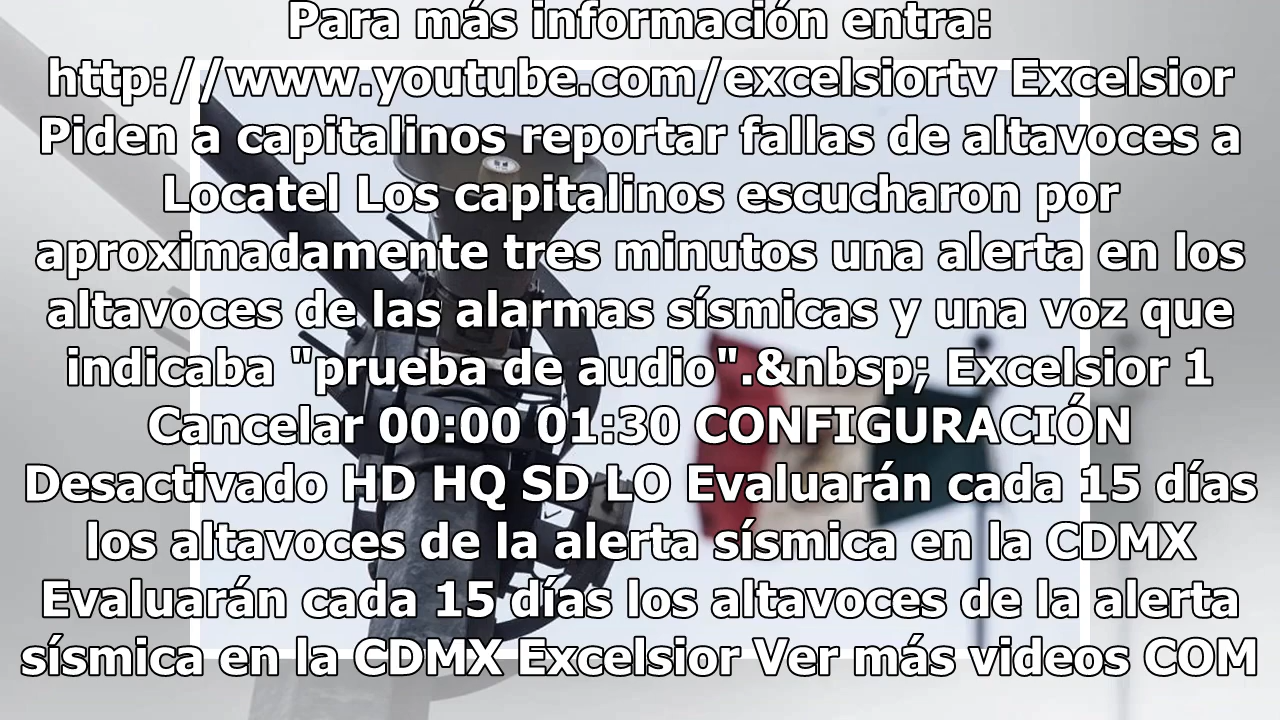 Para más información entra:
http://www.youtube.com/excelsiortv Excelsior
Piden a capitalinos reportar fallas de altavoces a
Locatel Los capitalinos escucharon por
aproximadamente tres minutos una alerta en los
altavoces de las alarmas sísmicas y una voz que
indicaba "prueba de audio".&nbsp; Excelsior 1
Cancelar 00:00 01:30 CONFIGURACIÓN
Desactivado HD HQ SD LO Evaluarán cada 15 días
los altavoces de la alerta sísmica en la CDMX
Evaluarán cada 15 días los altavoces de la alerta
sísmica en la CDMX Excelsior Ver más videos COM